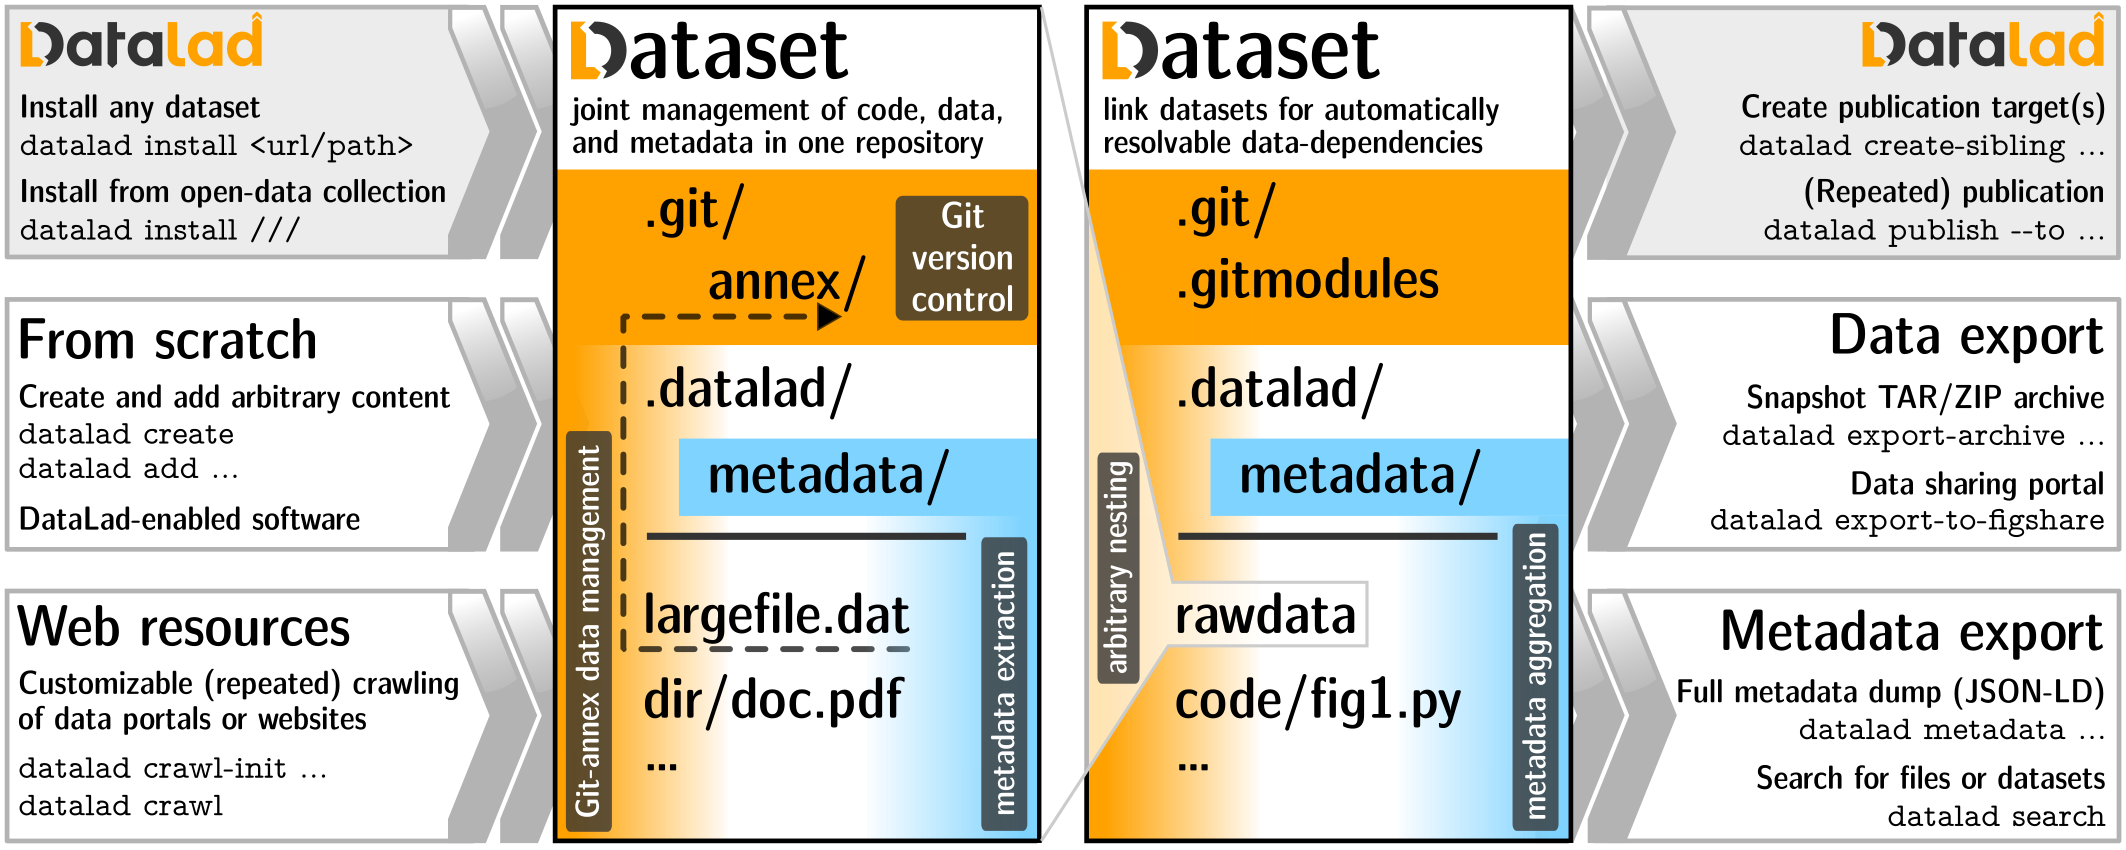 Datalad
Install any dataset
datalad install <url/path>
Install from open-data collection
datalad install ///
From scratch
Create and add arbitrary content
datalad create
datalad add ...
DataLad-enabled software
Web resources
Customizable (repeated) crawling
of data portals or websites
datalad crawl-init ...
datalad crawl
Dataset
joint management of code, data,
and metadata in one repository
.git/
annex/
Git
version
control
.datalad/
metadata/
largefile.dat
dir/doc.pdf
...
Git-annex data management
metadata extraction
Dataset
link datasets for automatically
resolvable data-dependencies
.git/
.gitmodules
.datalad/
metadata/
rawdata
code/fig1.py
...
arbitrary nesting
metadata aggregation
Datalad
Create publication target(s)
datalad create-sibling ...
(Repeated) publication
datalad publish --to ...
Data export
Snapshot TAR/ZIP archive
datalad export-archive ...
Data sharing portal
datalad export-to-figshare
Metadata export
Full metadata dump (JSON-LD)
datalad metadata ...
Search for files or datasets
datalad search